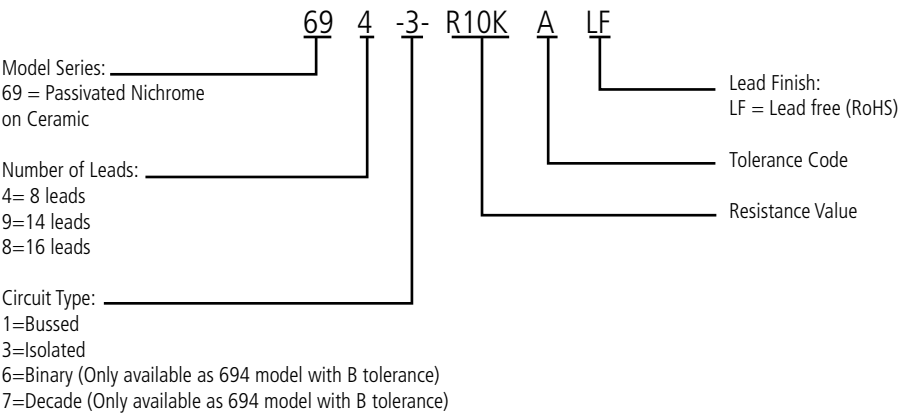 69 4 -3- R10K A LF
Model Series:
69 = Passivated Nichrome
on Ceramic
Number of Leads:
4= 8 leads
9=14 leads
8=16 leads
Circuit Type:
1=Bussed
3=Isolated
6=Binary (Only available as 694 model with B tolerance)
7=Decade (Only available as 694 model with B tolerance)
Lead Finish:
LF = Lead free (RoHS)
Tolerance Code
Resistance Value